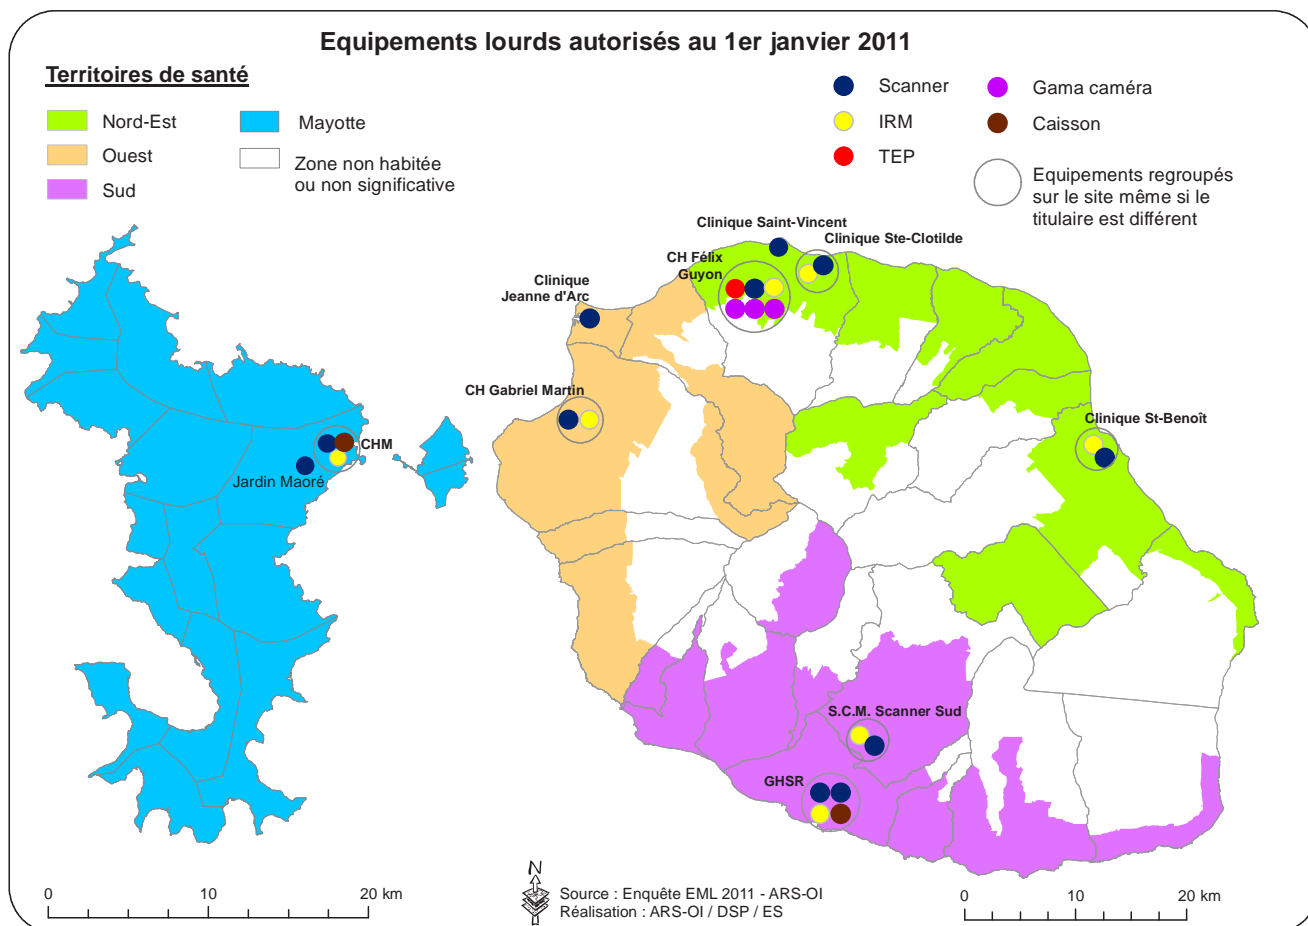 Equipements lourds autorisés au 1er janvier 2011
Territoires de santé
Nord-Est
Ouest
Sud
Mayotte
Zone non habitée
ou non significative
Scanner
IRM
TEP
Gama caméra
Caisson
Equipements regroupés
sur le site même si le
titulaire est différent
Clinique Saint-Vincent
Clinique Ste-Clotilde
CH Félix
Guyon
Clinique
Jeanne d'Arc
CH Gabriel Martin
Clinique St-Benoît
CHM
Jardin Maoré
S.C.M. Scanner Sud
GHSR
0 10 20 km
N
Source : Enquête EML 2011 - ARS-OI
Réalisation : ARS-OI / DSP / ES
0 10 20 km